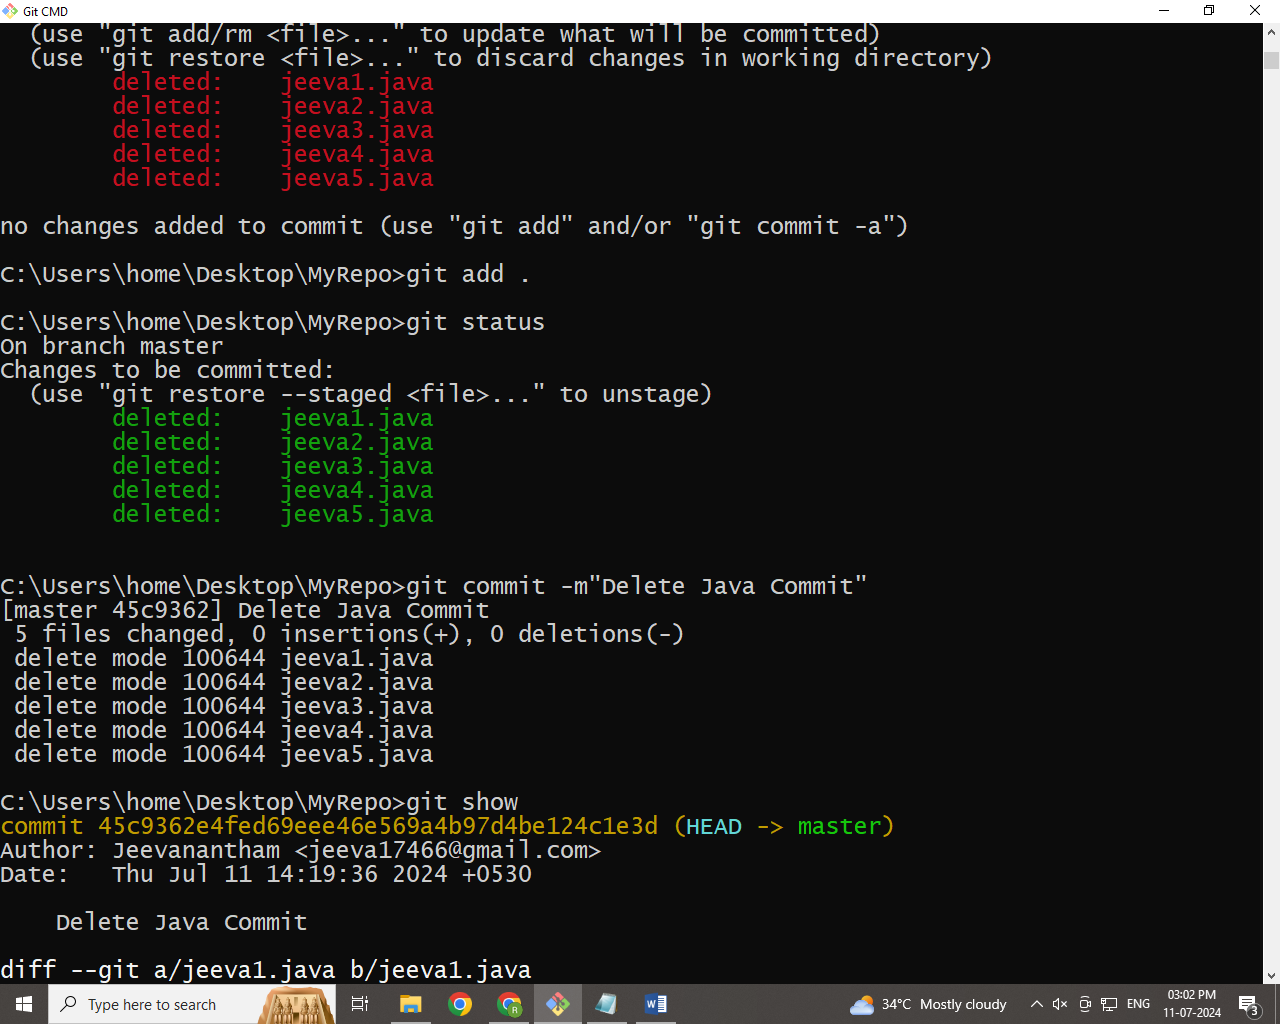 Git CMD
(use "git add/rm <file>..." to update what will be committed)
(use "git restore <file>..." to discard changes in working directory)
deleted:    jeeva1.java
deleted:    jeeva2.java
deleted:    jeeva3.java
deleted:    jeeva4.java
deleted:    jeeva5.java
no changes added to commit (use "git add" and/or "git commit -a")
C:\Users\home\Desktop\MyRepo>git add .
C:\Users\home\Desktop\MyRepo>git status
On branch master
Changes to be committed:
(use "git restore --staged <file>..." to unstage)
deleted:    jeeva1.java
deleted:    jeeva2.java
deleted:    jeeva3.java
deleted:    jeeva4.java
deleted:    jeeva5.java
C:\Users\home\Desktop\MyRepo>git commit -m"Delete Java Commit"
[master 45c9362] Delete Java Commit
5 files changed, 0 insertions(+), 0 deletions(-)
delete mode 100644 jeeva1.java
delete mode 100644 jeeva2.java
delete mode 100644 jeeva3.java
delete mode 100644 jeeva4.java
delete mode 100644 jeeva5.java
C:\Users\home\Desktop\MyRepo>git show
commit 45c9362e4fed69eee46e569a4b97d4be124c1e3d (HEAD -> master)
Author: Jeevanantham <jeeva17466@gmail.com>
Date:   Thu Jul 11 14:19:36 2024 +0530
Delete Java Commit
diff --git a/jeeva1.java b/jeeva1.java
Type here to search
R
W
34°C Mostly cloudy
ENG
03:02 PM
11-07-2024
3